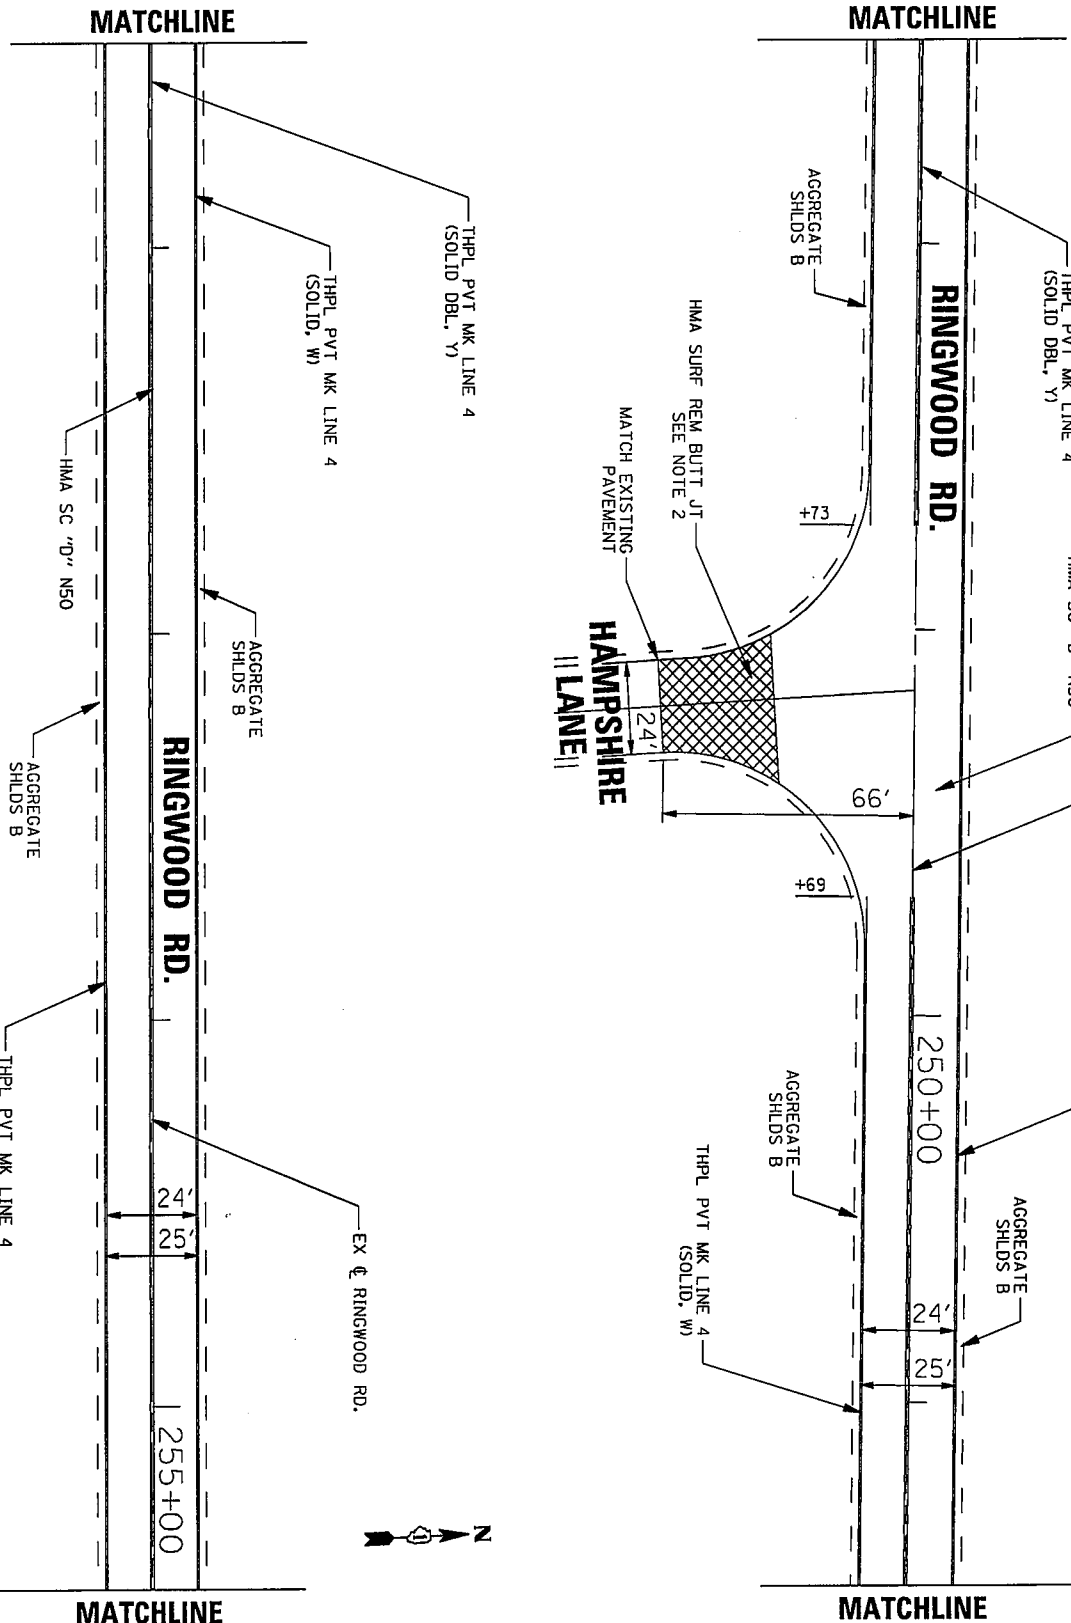 MATCHLINE
THPL PVT MK LINE 4
(SOLID DBL, Y)
THPL PVT MK LINE 4
(SOLID, W)
HMA SC "D" N50
AGGREGATE
SHLDS B
AGGREGATE
SHLDS B
RINGWOOD RD.
THPL PVT MK LINE 4
24'
25'
EX ℄ RINGWOOD RD.
255+00
N
MATCHLINE
MATCHLINE
THPL PVT MK LINE 4
(SOLID DBL, Y)
AGGREGATE
SHLDS B
RINGWOOD RD.
HMA SURF REM BUTT JT
SEE NOTE 2
MATCH EXISTING
PAVEMENT
+73
HAMPSHIRE
LANE
24'
66'
+69
250+00
AGGREGATE
SHLDS B
THPL PVT MK LINE 4
(SOLID, W)
AGGREGATE
SHLDS B
24'
25'
MATCHLINE